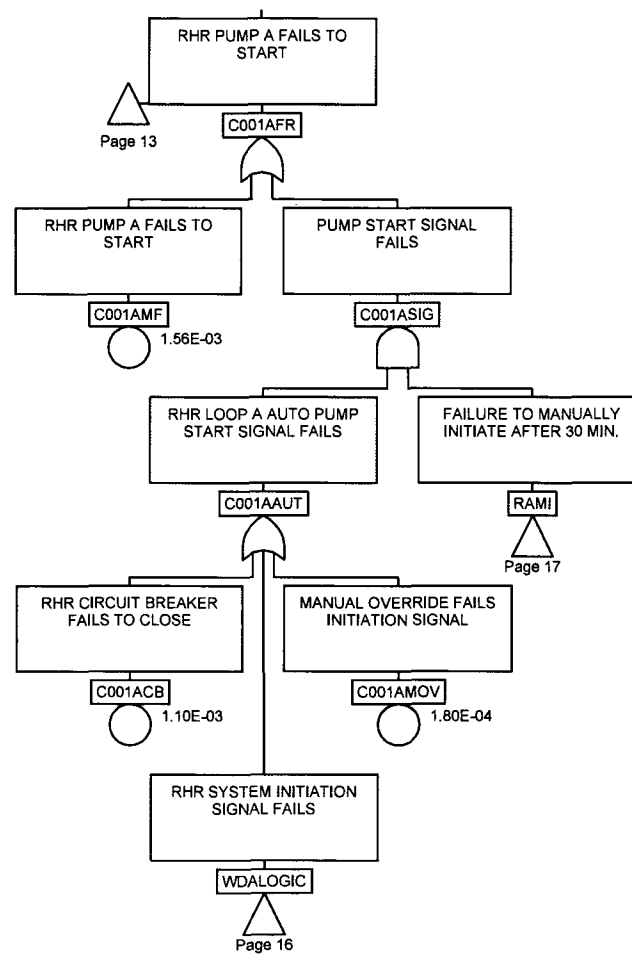 RHR PUMP A FAILS TO
START
Page 13
C001AFR
RHR PUMP A FAILS TO
START
PUMP START SIGNAL
FAILS
C001AMF
1.56E-03
C001ASIG
RHR LOOP A AUTO PUMP
START SIGNAL FAILS
FAILURE TO MANUALLY
INITIATE AFTER 30 MIN.
C001AAUT
RAMI
Page 17
RHR CIRCUIT BREAKER
FAILS TO CLOSE
MANUAL OVERRIDE FAILS
INITIATION SIGNAL
C001ACB
1.10E-03
C001AMOV
1.80E-04
RHR SYSTEM INITIATION
SIGNAL FAILS
WDALOGIC
Page 16